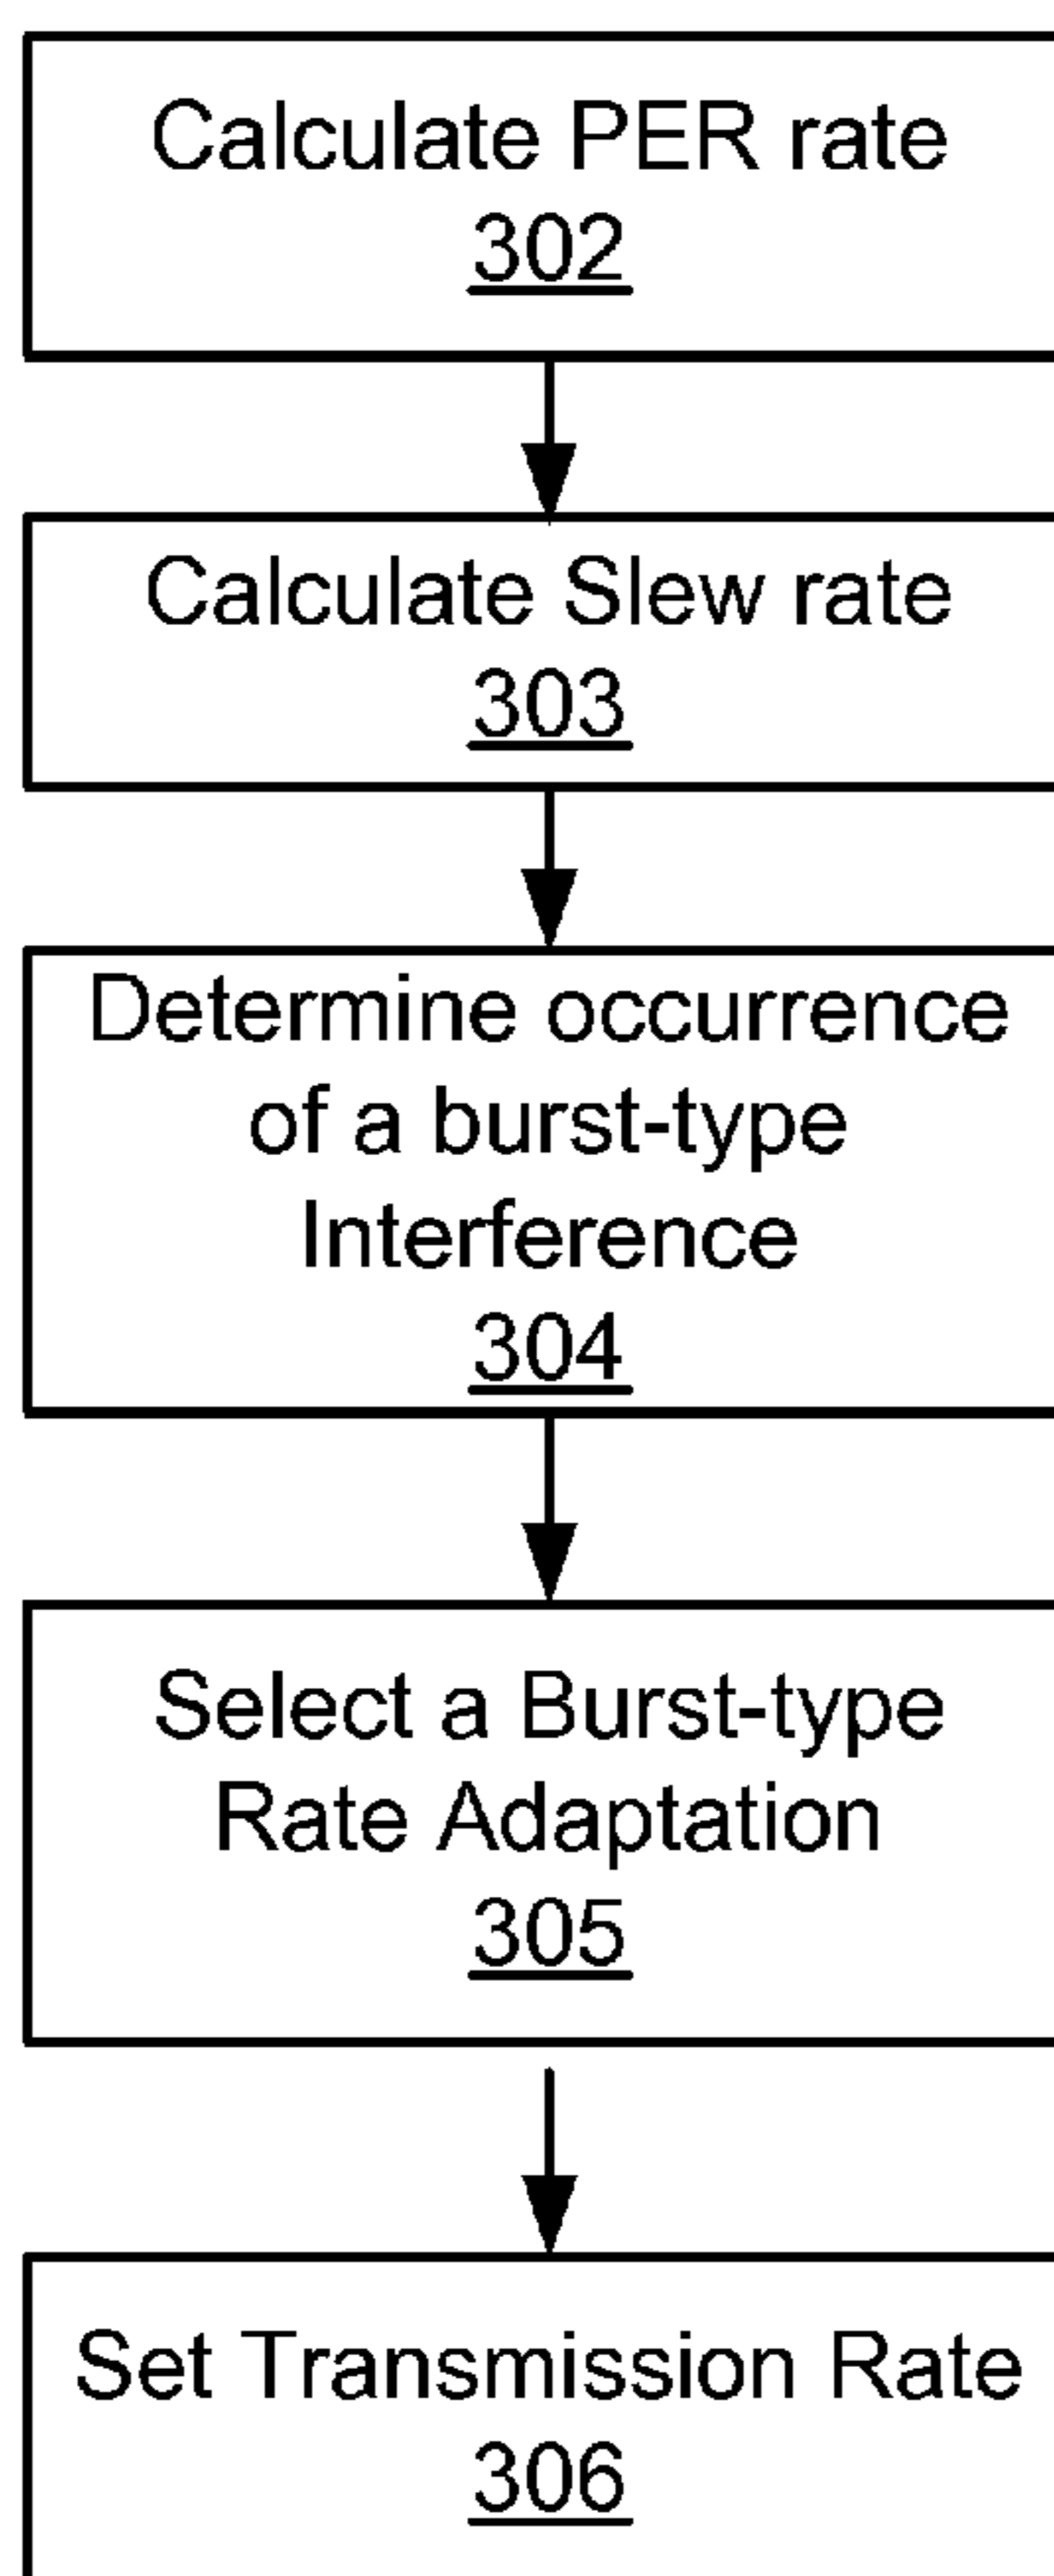 Calculate PER rate
302
Calculate Slew rate
303
Determine occurrence
of a burst-type
Interference
304
Select a Burst-type
Rate Adaptation
305
Set Transmission Rate
306